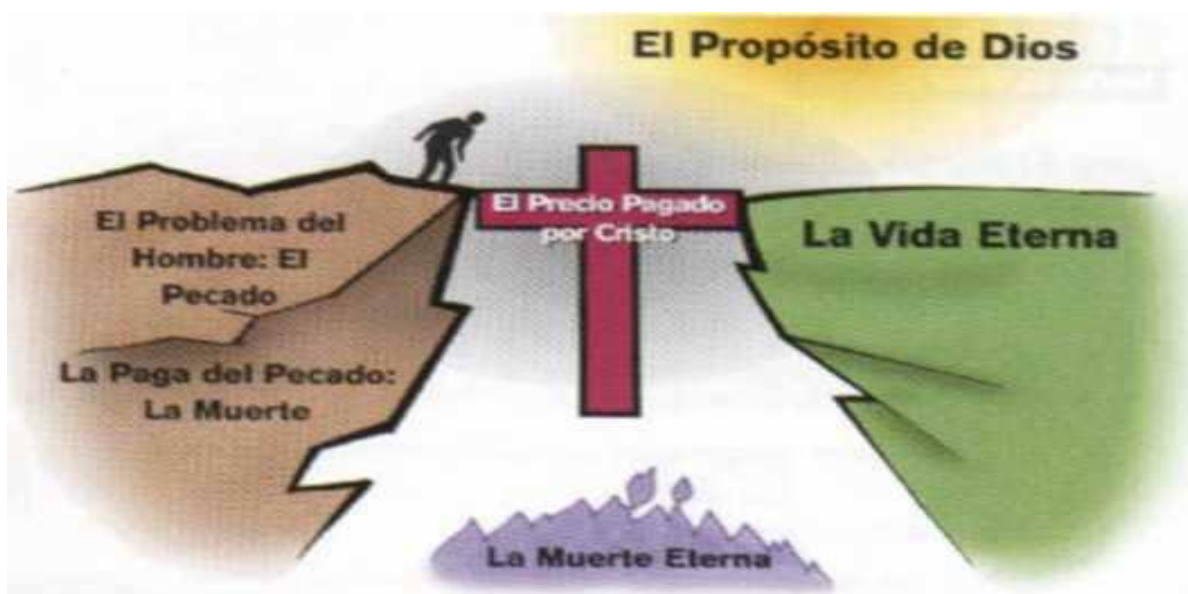 El Propósito de Dios
El Problema del
Hombre: El
Pecado
La Paga del Pecado:
La Muerte
El Precio Pagado
por Cristo
La Vida Eterna
La Muerte Eterna